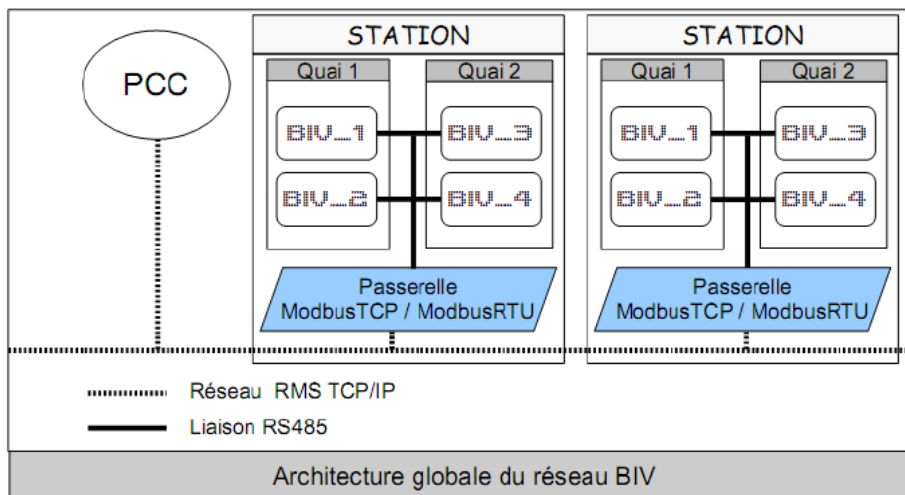 PCC
STATION
Quai 1
Quai 2
BIV_1
BIV_3
BIV_2
BIV_4
Passerelle
ModbusTCP / ModbusRTU
STATION
Quai 1
Quai 2
BIV_1
BIV_3
BIV_2
BIV_4
Passerelle
ModbusTCP / ModbusRTU
Réseau RMS TCP/IP
Liaison RS485
Architecture globale du réseau BIV